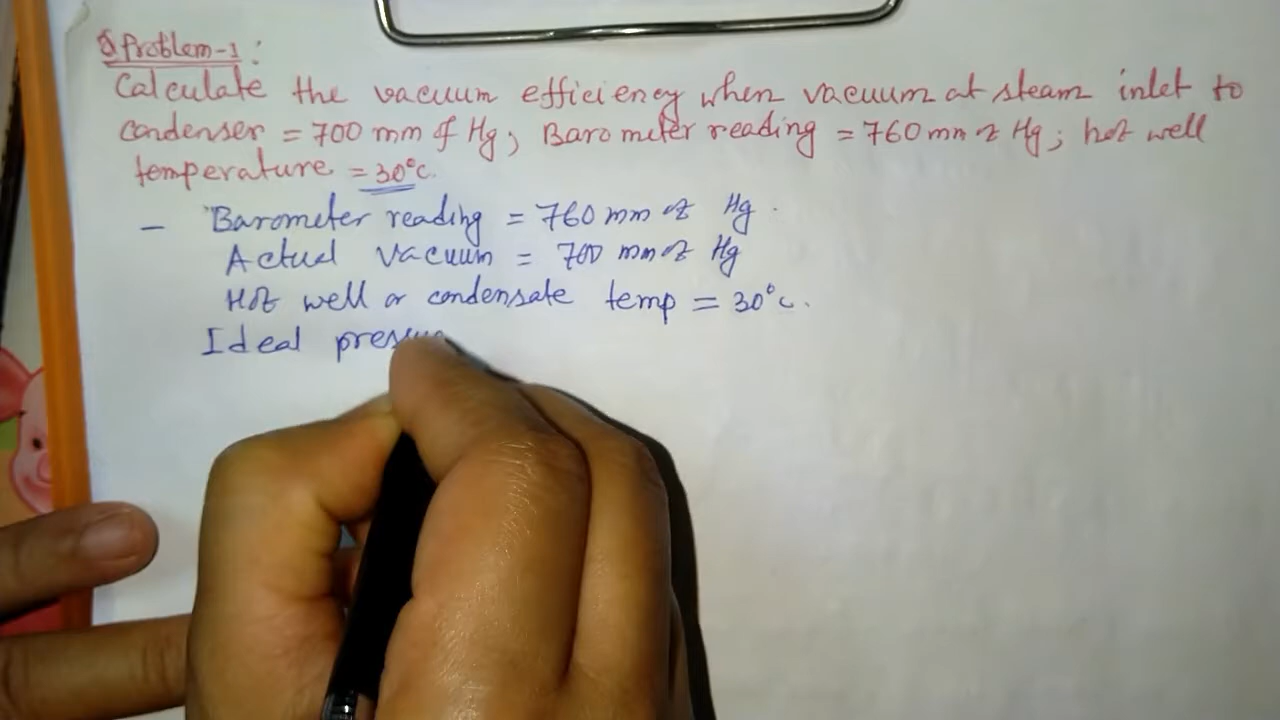 Problem-1:
Calculate the vacuum efficiency when vacuum at steam inlet to
condenser = 700 mm of Hg; Barometer reading = 760 mm of Hg; hot well
temperature = 30°c.
- Barometer reading = 760 mm of Hg.
Actual vacuum = 700 mm of Hg
Hot well or condensate temp = 30°c.
Ideal pressu